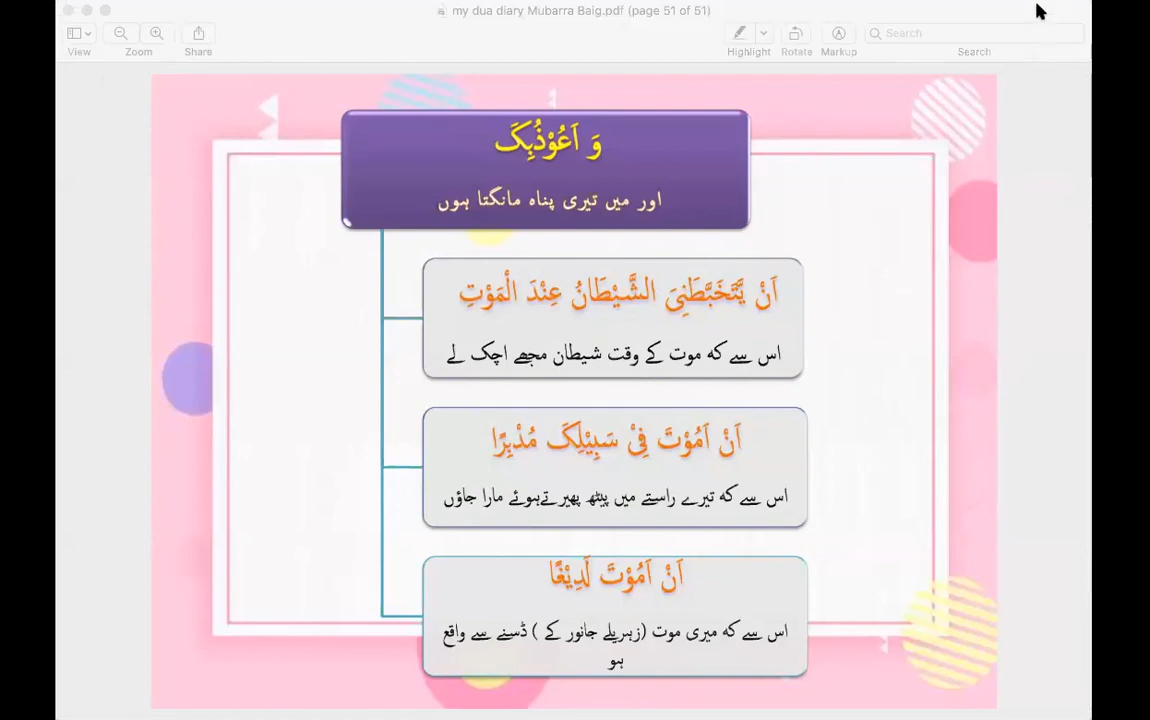 my dua diary Mubarra Baig.pdf (page 51 of 51)
View
Zoom
Share
Highlight
Rotate
Markup
Search
Search
وَ اَعُوْذُبِکَ
اور میں تیری پناہ مانگتا ہوں
اَنْ یَّتَخَبَّطَنِیَ الشَّیْطَانُ عِنْدَ الْمَوْتِ
اس سے کہ موت کے وقت شیطان مجھے اچک لے
اَنْ اَمُوْتَ فِیْ سَبِیْلِکَ مُدْبِرًا
اس سے کہ تیرے راستے میں پیٹھ پھیرتےہوئے مارا جاؤں
اَنْ اَمُوْتَ لَدِیْغًا
اس سے کہ میری موت (زہریلے جانور کے ) ڈسنے سے واقع
ہو